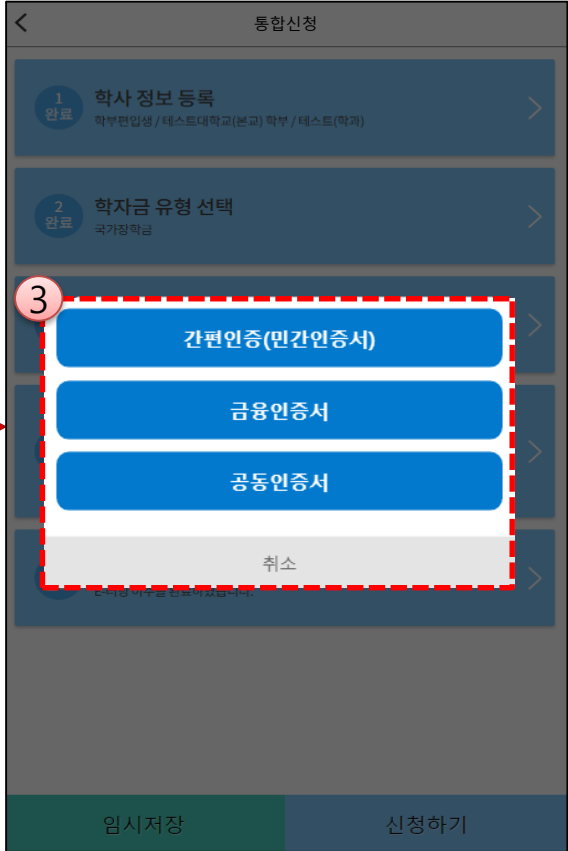 통합신청
1
완료
학사 정보 등록
학부편입생 / 테스트대학교(본교) 학부 / 테스트(학과)
2
완료
학자금 유형 선택
국가장학금
3
간편인증(민간인증서)
금융인증서
공동인증서
취소
임시저장
신청하기